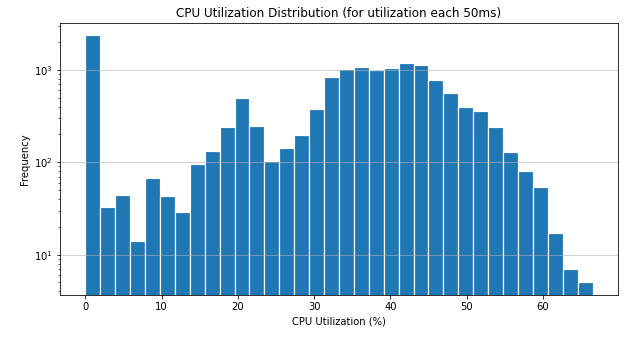 CPU Utilization Distribution (for utilization each 50ms)
Frequency
10³
10²
10¹
0 10 20 30 40 50 60
CPU Utilization (%)